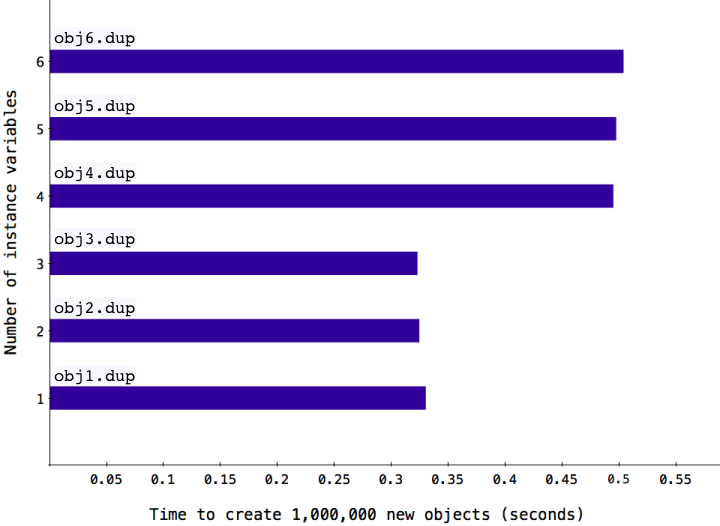 obj6.dup
6
obj5.dup
5
obj4.dup
4
obj3.dup
3
obj2.dup
2
obj1.dup
1
Number of instance variables
0.05 0.1 0.15 0.2 0.25 0.3 0.35 0.4 0.45 0.5 0.55
Time to create 1,000,000 new objects (seconds)